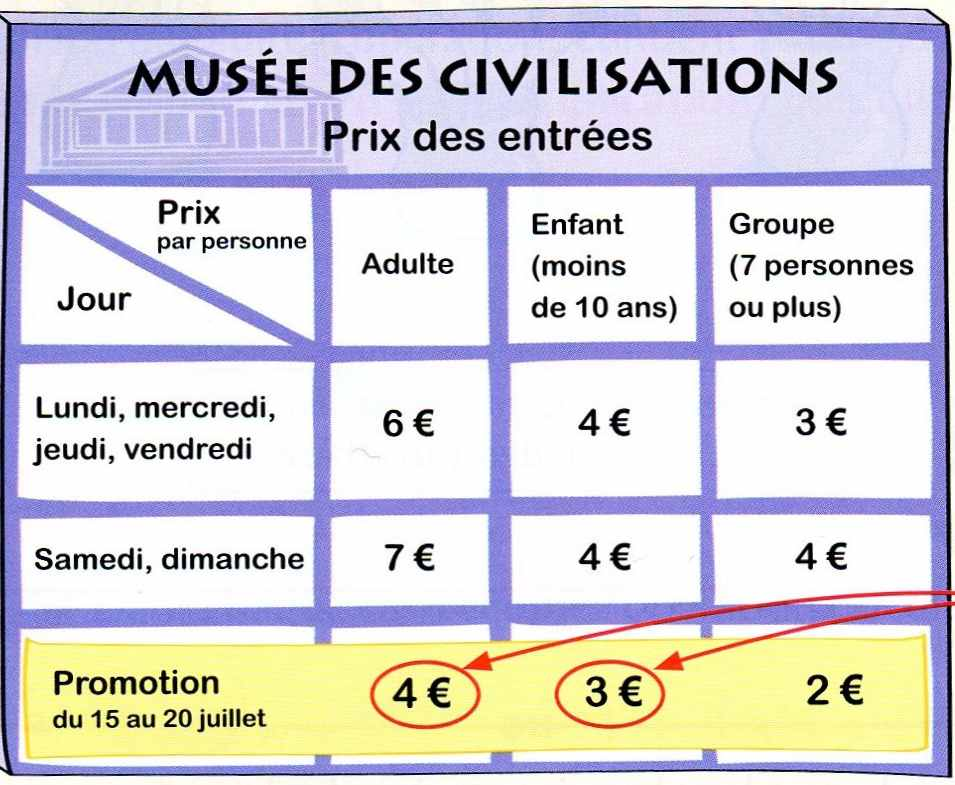 MUSÉE DES CIVILISATIONS
Prix des entrées
Prix
par personne
Jour
Adulte
Enfant
(moins
de 10 ans)
Groupe
(7 personnes
ou plus)
Lundi, mercredi,
jeudi, vendredi
6 €
4 €
3 €
Samedi, dimanche
7 €
4 €
4 €
Promotion
du 15 au 20 juillet
4 €
3 €
2 €